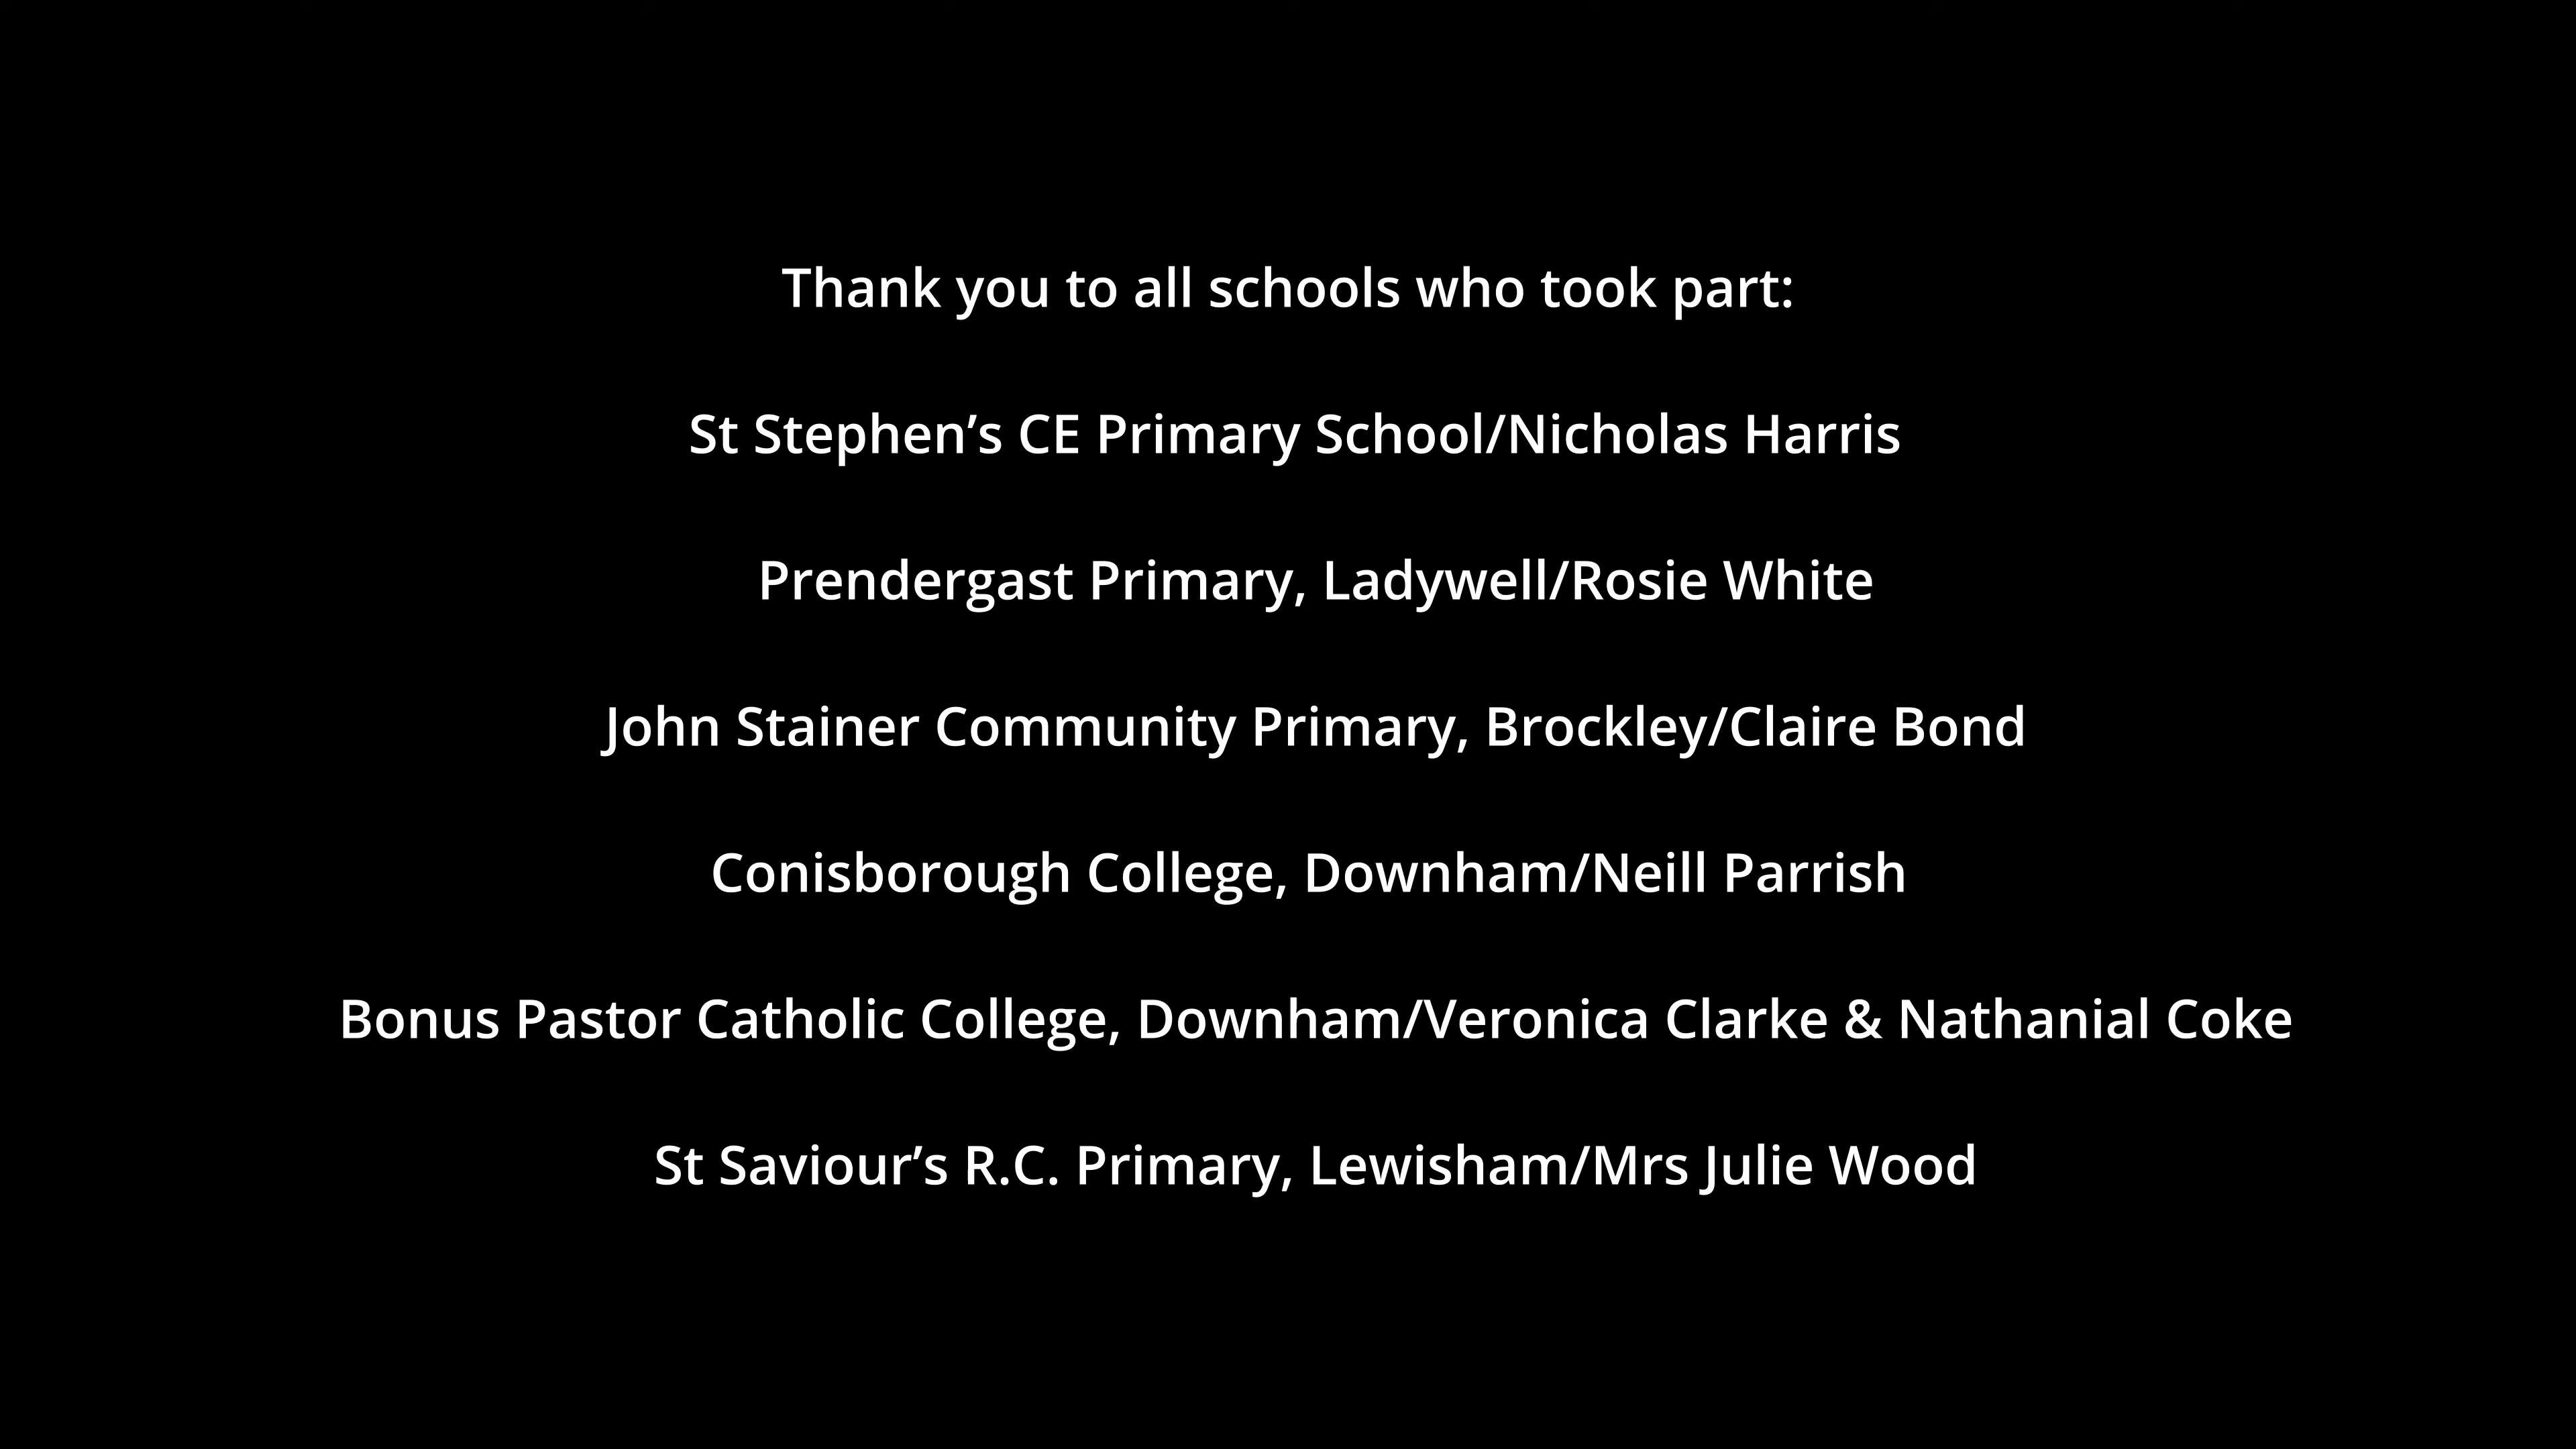 Thank you to all schools who took part:
St Stephen’s CE Primary School/Nicholas Harris
Prendergast Primary, Ladywell/Rosie White
John Stainer Community Primary, Brockley/Claire Bond
Conisborough College, Downham/Neill Parrish
Bonus Pastor Catholic College, Downham/Veronica Clarke & Nathanial Coke
St Saviour’s R.C. Primary, Lewisham/Mrs Julie Wood